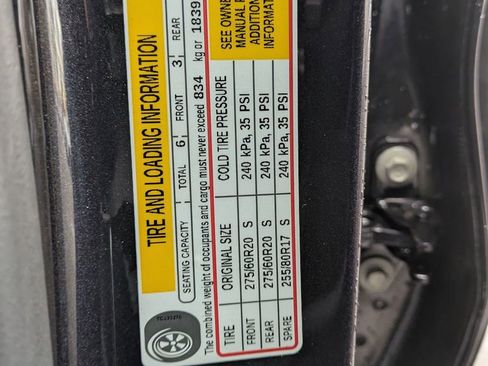 TIRE AND LOADING INFORMATION
SEATING CAPACITY TOTAL 6 FRONT 3 REAR
The combined weight of occupants and cargo must never exceed 834 kg or 1839
TIRE ORIGINAL SIZE COLD TIRE PRESSURE
FRONT 275/60R20 S 240 kPa, 35 PSI
REAR 275/60R20 S 240 kPa, 35 PSI
SPARE 255/80R17 S 240 kPa, 35 PSI
SEE OWNE
MANUAL
ADDITION
INFORMAT